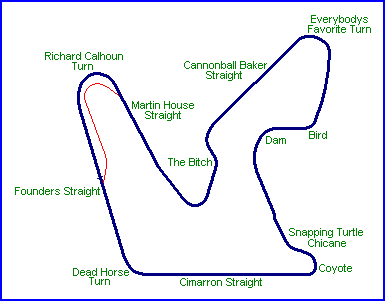 Everybodys
Favorite Turn
Richard Calhoun
Turn
Cannonball Baker
Straight
Martin House
Straight
Dam
Bird
The Bitch
Founders Straight
Snapping Turtle
Chicane
Dead Horse
Turn
Cimarron Straight
Coyote